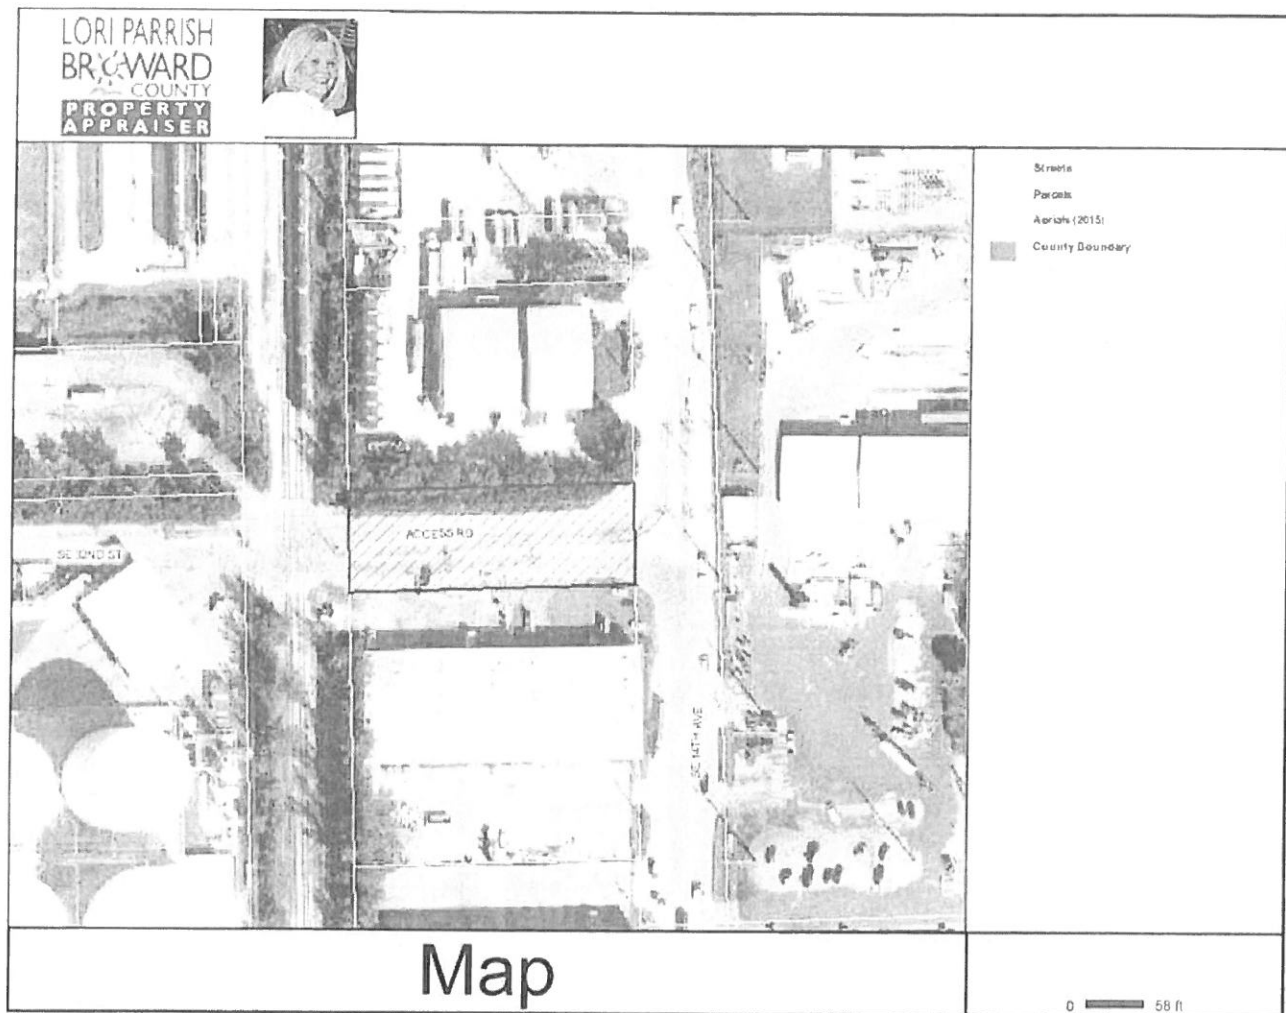 LORI PARRISH
BROWARD
COUNTY
PROPERTY
APPRAISER
Streets
Parcels
Aerials (2015)
County Boundary
ACCESS RD
SE 32ND ST
SE 14TH AVE
Map
0 58 ft